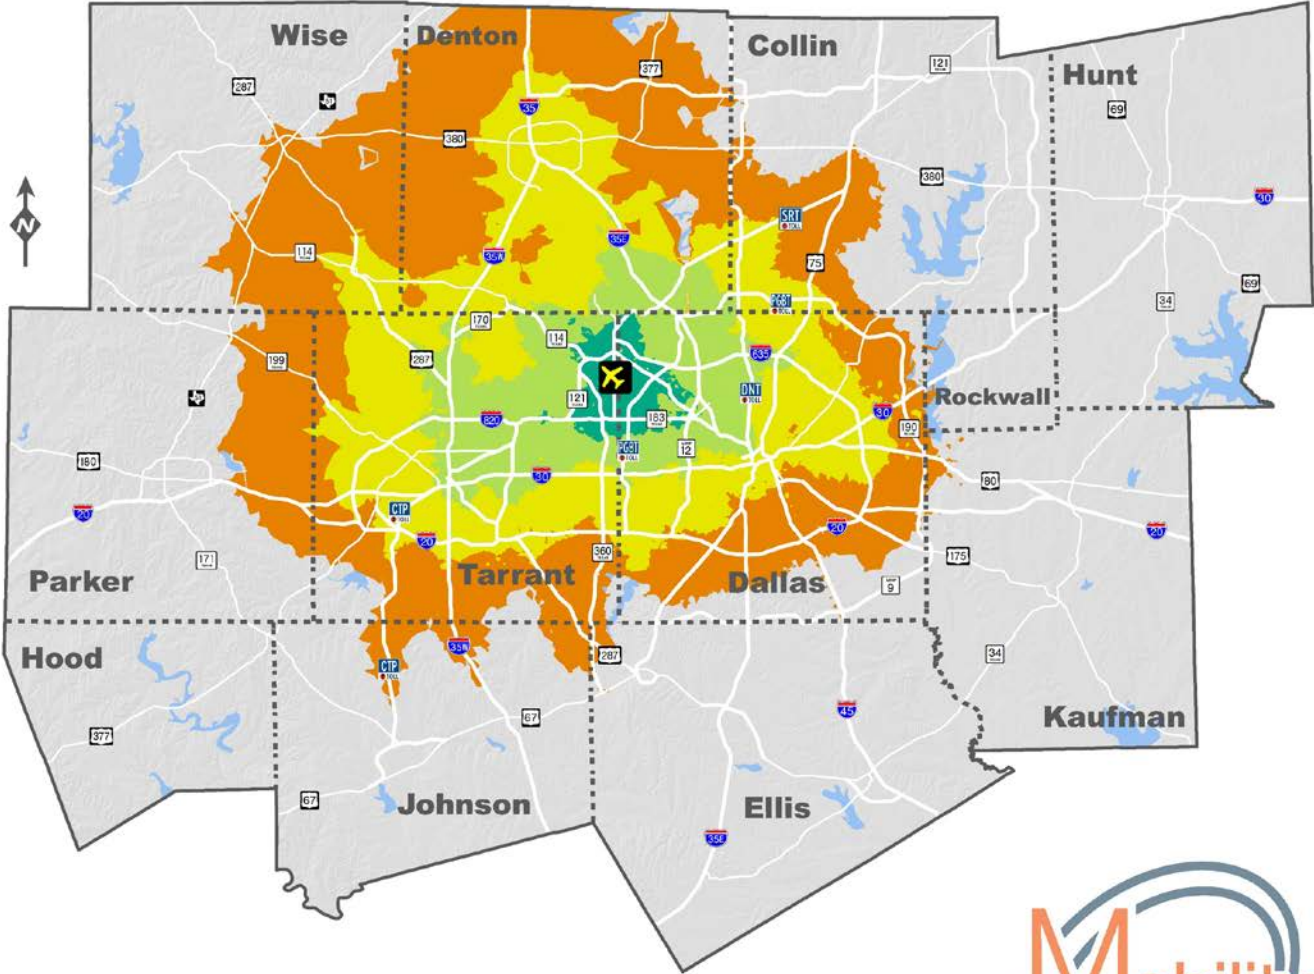 Wise
Denton
Collin
Hunt
287
377
121
69
35
380
380
30
SRT
TOLL
114
35W
35E
75
69
34
PGBT
TOLL
170
114
287
635
199
DNT
TOLL
121
Rockwall
820
183
30
190
PGBT
TOLL
12
180
30
80
20
CTP
TOLL
20
20
20
171
360
175
Parker
Tarrant
Dallas
9
Hood
35W
287
34
CTP
TOLL
377
67
45
Kaufman
67
Johnson
Ellis
35E
N